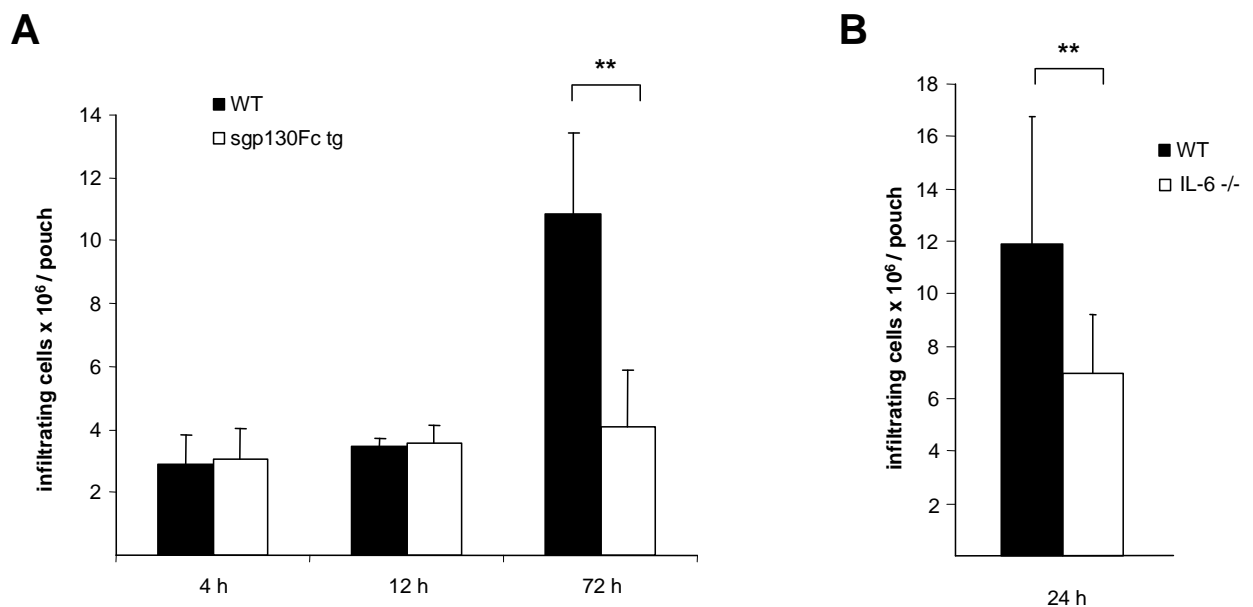 A
B
**
WT
sgp130Fc tg
14
12
10
8
6
4
2
infiltrating cells x 10⁶ / pouch
4 h
12 h
72 h
**
18
16
14
12
10
8
6
4
2
infiltrating cells x 10⁶ / pouch
WT
IL-6 -/-
24 h